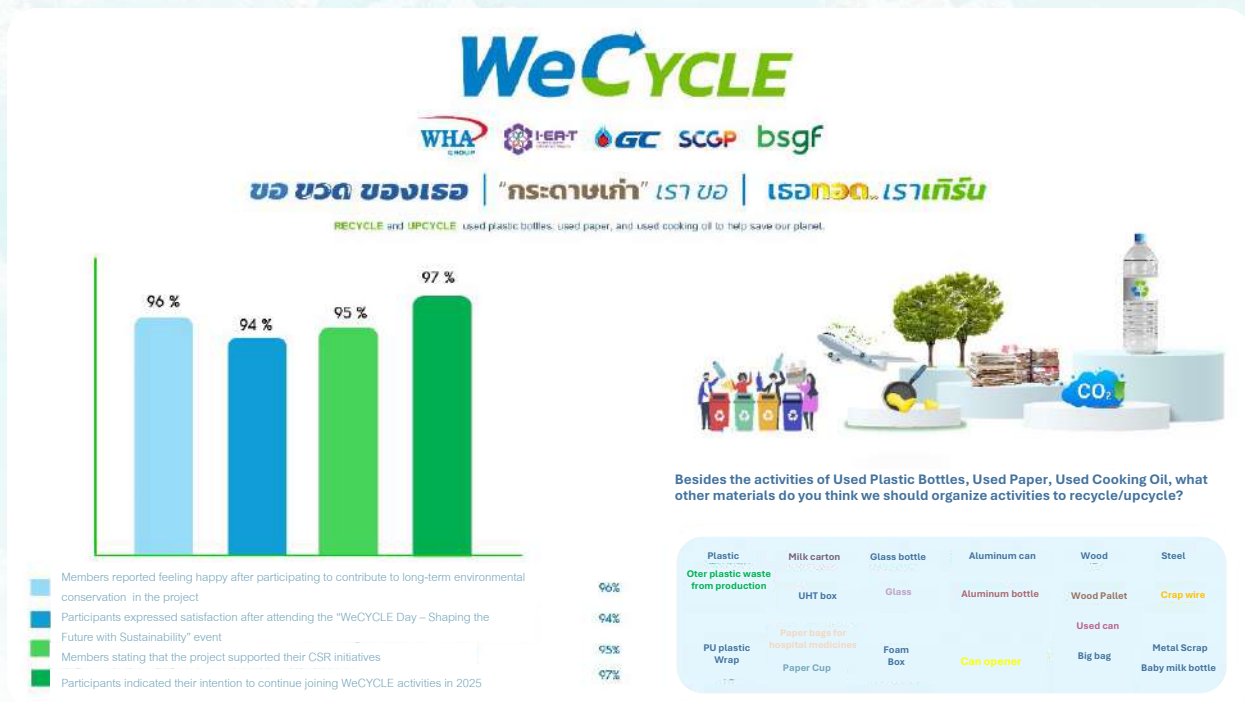 WeCYCLE
WHA
GROUP
I-EA-T
GC
SCGP
bsgf
ขอ ขวด ของเธอ
“กระดาษเก่า” เรา ขอ
เธอทอด.. เราเทิร์น
RECYCLE and UPCYCLE used plastic bottles, used paper, and used cooking oil to help save our planet.
96 %
94 %
95 %
97 %
Members reported feeling happy after participating to contribute to long-term environmental
conservation in the project
96%
Participants expressed satisfaction after attending the “WeCYCLE Day – Shaping the
Future with Sustainability” event
94%
Members stating that the project supported their CSR initiatives
95%
Participants indicated their intention to continue joining WeCYCLE activities in 2025
97%
CO2
Besides the activities of Used Plastic Bottles, Used Paper, Used Cooking Oil, what
other materials do you think we should organize activities to recycle/upcycle?
Plastic
Milk carton
Glass bottle
Aluminum can
Wood
Steel
Oter plastic waste
from production
UHT box
Glass
Aluminum bottle
Wood Pallet
Crap wire
Used can
Paper bags for
hospital medicines
PU plastic
Wrap
Paper Cup
Foam
Box
Can opener
Big bag
Metal Scrap
Baby milk bottle